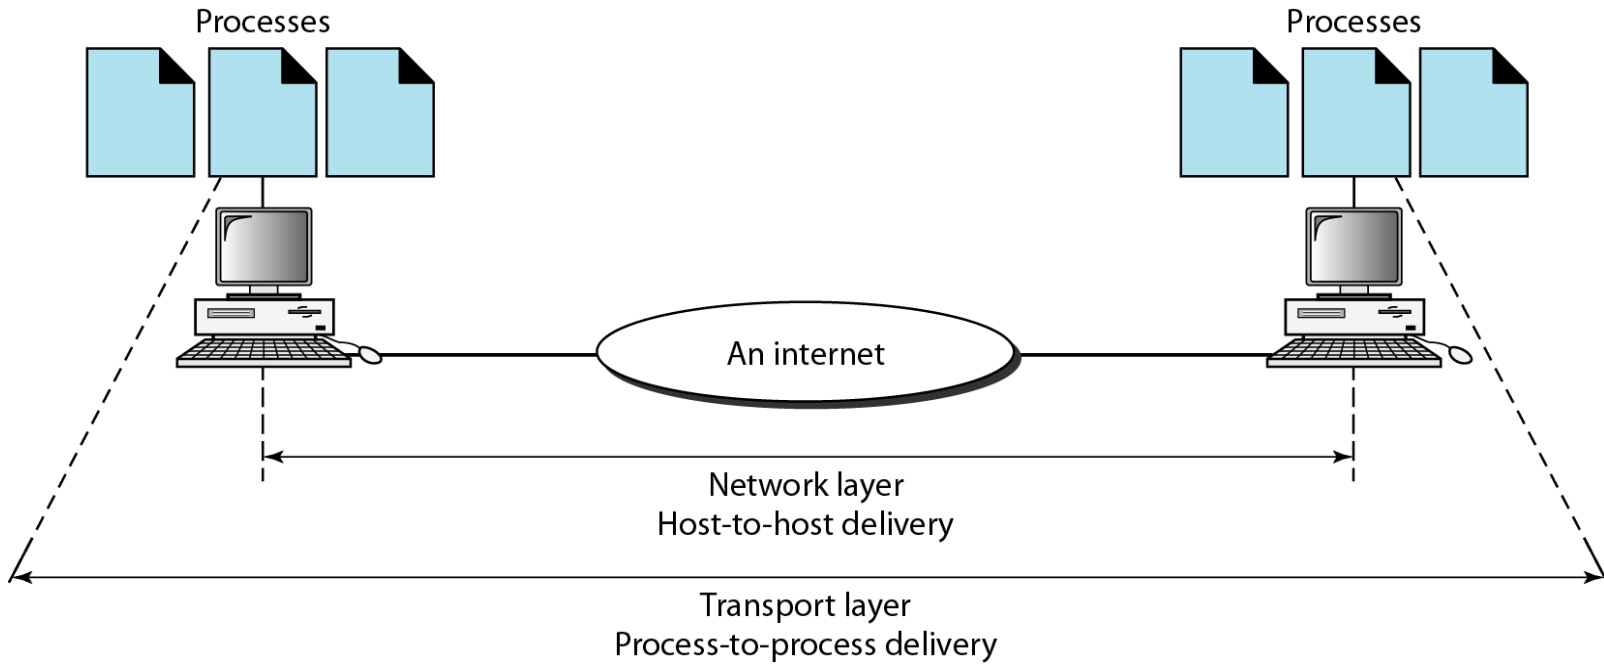 Processes
Processes
An internet
Network layer
Host-to-host delivery
Transport layer
Process-to-process delivery